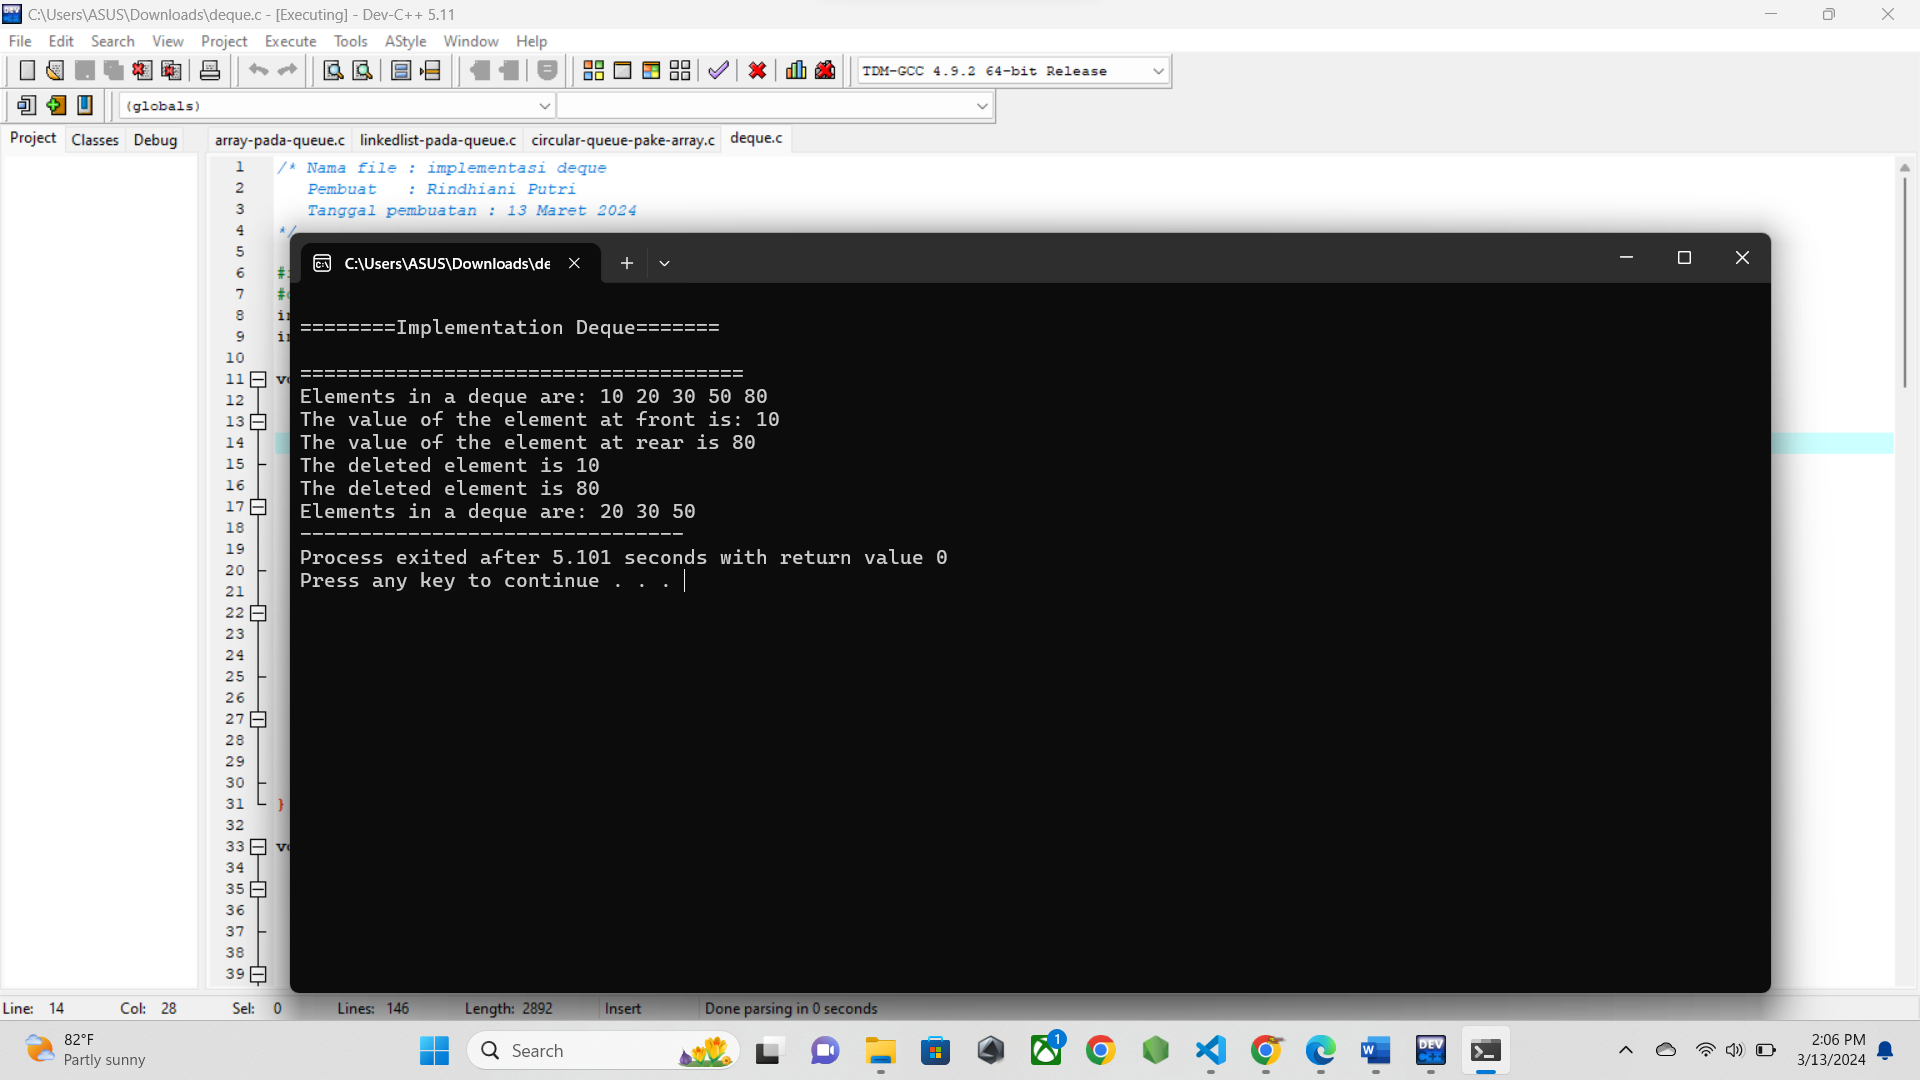 C:\Users\ASUS\Downloads\deque.c - [Executing] - Dev-C++ 5.11
File Edit Search View Project Execute Tools AStyle Window Help
TDM-GCC 4.9.2 64-bit Release
(globals)
Project Classes Debug
array-pada-queue.c linkedlist-pada-queue.c circular-queue-pake-array.c deque.c
1 /* Nama file : implementasi deque
2 Pembuat : Rindhiani Putri
3 Tanggal pembuatan : 13 Maret 2024
4 */
5
6 #i
7 #
8 in
9 in
10
11 vo
12
13
14
15
16
17
18
19
20
21
22
23
24
25
26
27
28
29
30
31 }
32
33 vo
34
35
36
37
38
39
C:\Users\ASUS\Downloads\de
========Implementation Deque=======
=====================================
Elements in a deque are: 10 20 30 50 80
The value of the element at front is: 10
The value of the element at rear is 80
The deleted element is 10
The deleted element is 80
Elements in a deque are: 20 30 50
--------------------------------
Process exited after 5.101 seconds with return value 0
Press any key to continue . . .
Line: 14 Col: 28 Sel: 0 Lines: 146 Length: 2892 Insert Done parsing in 0 seconds
82°F
Partly sunny
Search
1
W
DEV
C++
2:06 PM
3/13/2024